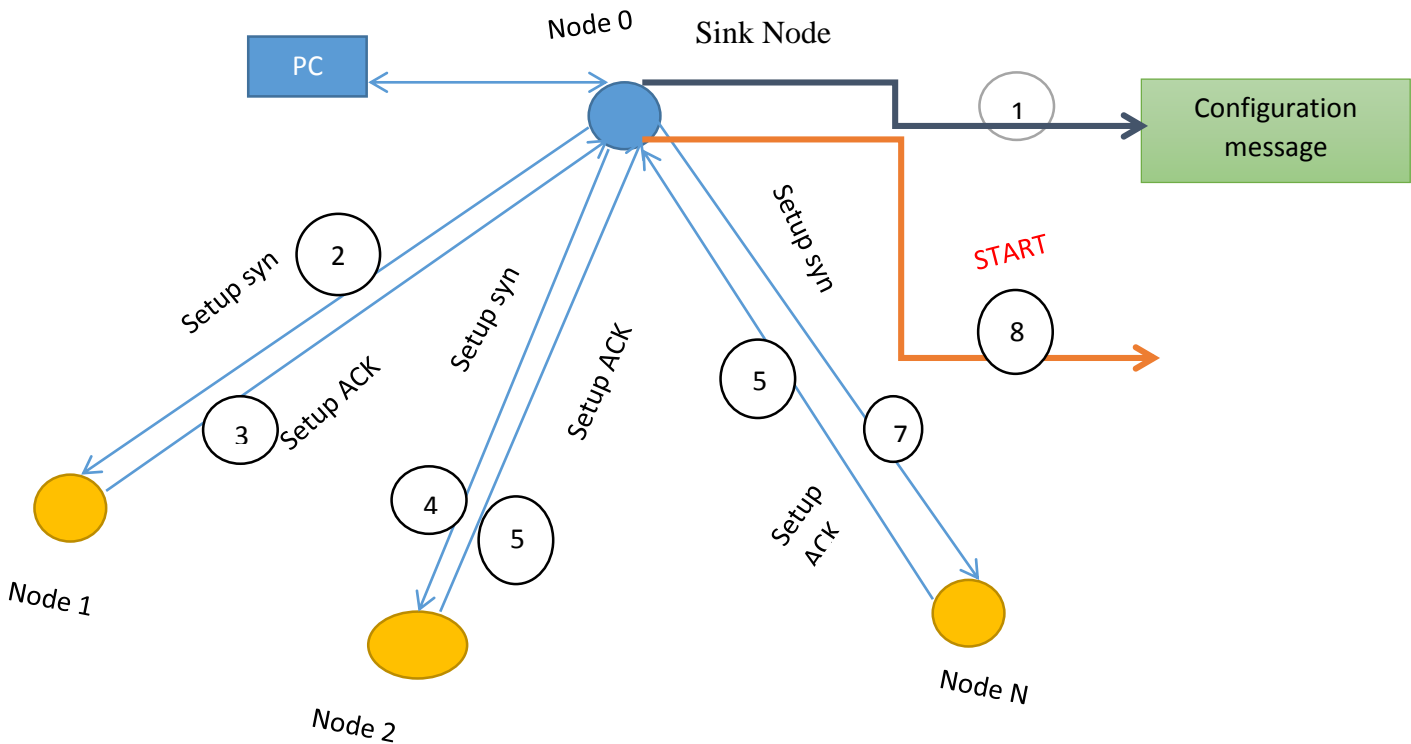 Node 0
Sink Node
PC
1
Configuration
message
Setup syn
2
Setup syn
Setup syn
START
8
3
Setup ACK
Setup ACK
5
7
4
5
Setup
ACK
Node 1
Node 2
Node N